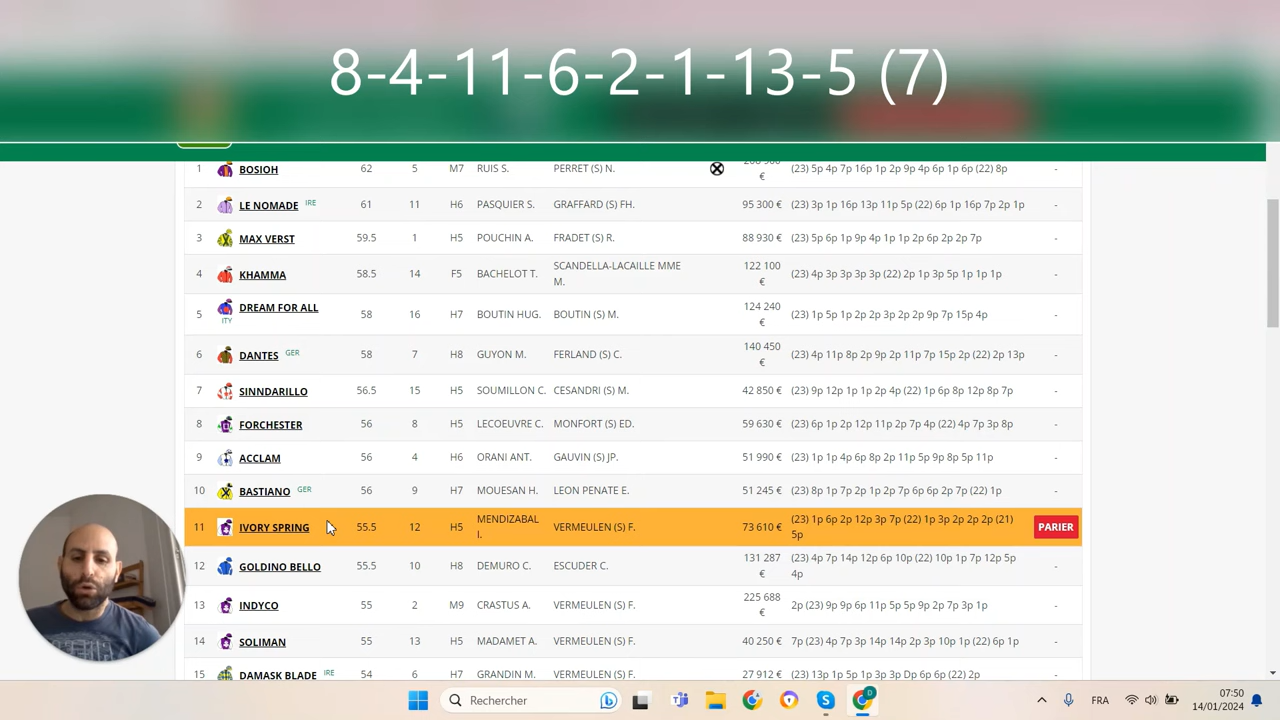 8-4-11-6-2-1-13-5 (7)
1 BOSIOH 62 5 M7 RUIS S. PERRET (S) N. (23) 5p 4p 7p 16p 1p 2p 9p 4p 6p 1p 6p (22) 8p
€
2 LE NOMADE IRE 61 11 H6 PASQUIER S. GRAFFARD (S) FH. 95 300 € (23) 3p 1p 16p 13p 11p 5p (22) 6p 1p 16p 7p 2p 1p -
3 MAX VERST 59.5 1 H5 POUCHIN A. FRADET (S) R. 88 930 € (23) 5p 6p 1p 9p 4p 1p 1p 2p 6p 2p 2p 7p -
4 KHAMMA 58.5 14 F5 BACHELOT T. SCANDELLA-LACAILLE MME M. 122 100 € (23) 4p 3p 3p 3p 3p (22) 2p 1p 3p 5p 1p 1p 1p -
5 DREAM FOR ALL ITY 58 16 H7 BOUTIN HUG. BOUTIN (S) M. 124 240 € (23) 1p 5p 1p 2p 2p 3p 2p 2p 9p 7p 15p 4p -
6 DANTES GER 58 7 H8 GUYON M. FERLAND (S) C. 140 450 € (23) 4p 11p 8p 2p 9p 2p 11p 7p 15p 2p (22) 2p 13p -
7 SINNDARILLO 56.5 15 H5 SOUMILLON C. CESANDRI (S) M. 42 850 € (23) 9p 12p 1p 1p 2p 4p (22) 1p 6p 8p 12p 8p 7p -
8 FORCHESTER 56 8 H5 LECOEUVRE C. MONFORT (S) ED. 59 630 € (23) 6p 1p 2p 12p 11p 2p 7p 4p (22) 4p 7p 3p 8p -
9 ACCLAM 56 4 H6 ORANI ANT. GAUVIN (S) JP. 51 990 € (23) 1p 1p 4p 6p 8p 2p 11p 5p 9p 8p 5p 11p -
10 BASTIANO GER 56 9 H7 MOUESAN H. LEON PENATE E. 51 245 € (23) 8p 1p 7p 2p 1p 2p 7p 6p 6p 2p 7p (22) 1p -
11 IVORY SPRING 55.5 12 H5 MENDIZABAL I. VERMEULEN (S) F. 73 610 € (23) 1p 6p 2p 12p 3p 7p (22) 1p 3p 2p 2p 2p (21) 5p PARIER
12 GOLDINO BELLO 55.5 10 H8 DEMURO C. ESCUDER C. 131 287 € (23) 4p 7p 14p 12p 6p 10p (22) 10p 1p 7p 12p 5p 4p -
13 INDYCO 55 2 M9 CRASTUS A. VERMEULEN (S) F. 225 688 € 2p (23) 9p 9p 6p 11p 5p 5p 9p 2p 7p 3p 1p -
14 SOLIMAN 55 13 H5 MADAMET A. VERMEULEN (S) F. 40 250 € 7p (23) 4p 7p 3p 14p 14p 2p 3p 10p 1p (22) 6p 1p -
15 DAMASK BLADE IRE 54 6 H7 GRANDIN M. VERMEULEN (S) F. 27 912 € (23) 13p 1p 5p 1p 3p 3p Dp 6p 6p (22) 2p -
Rechercher FRA 07:50
14/01/2024